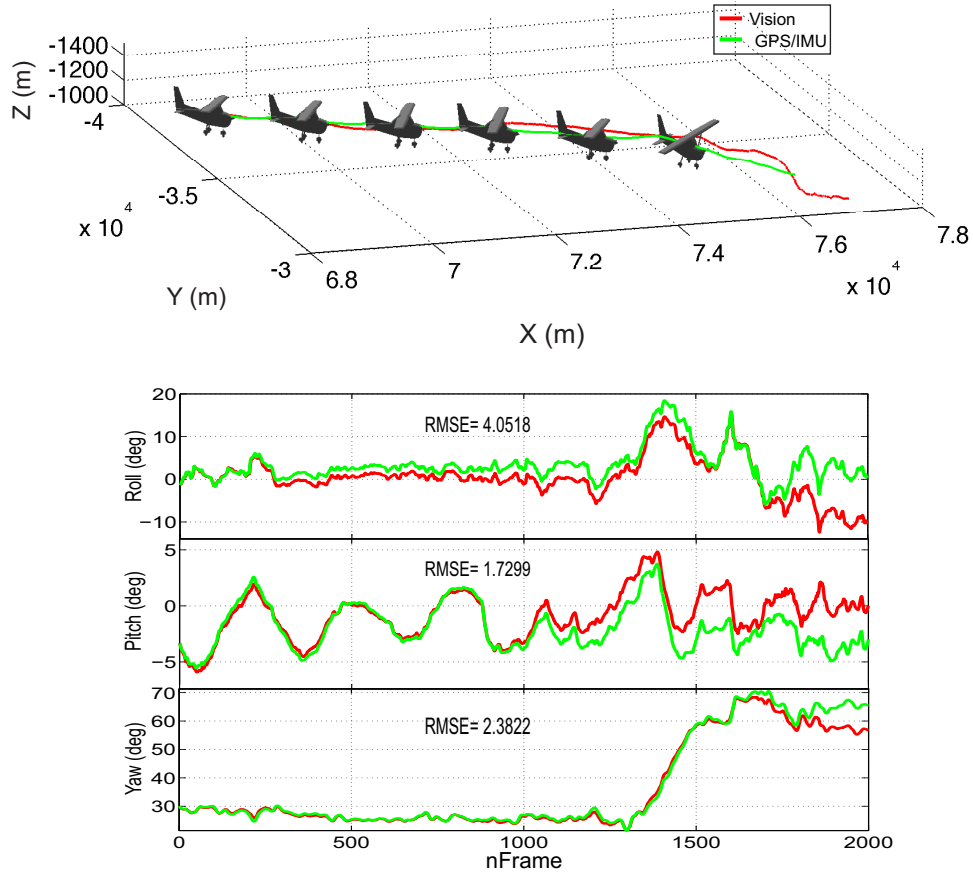 Vision
GPS/IMU
-1400
-1200
-1000
Z (m)
-4
-3.5
x 10 4
-3
Y (m)
6.8
7
7.2
7.4
7.6
7.8
x 10 4
X (m)
20
10
0
−10
Roll (deg)
RMSE= 4.0518
5
0
−5
Pitch (deg)
RMSE= 1.7299
70
60
50
40
30
Yaw (deg)
RMSE= 2.3822
0
500
1000
1500
2000
nFrame